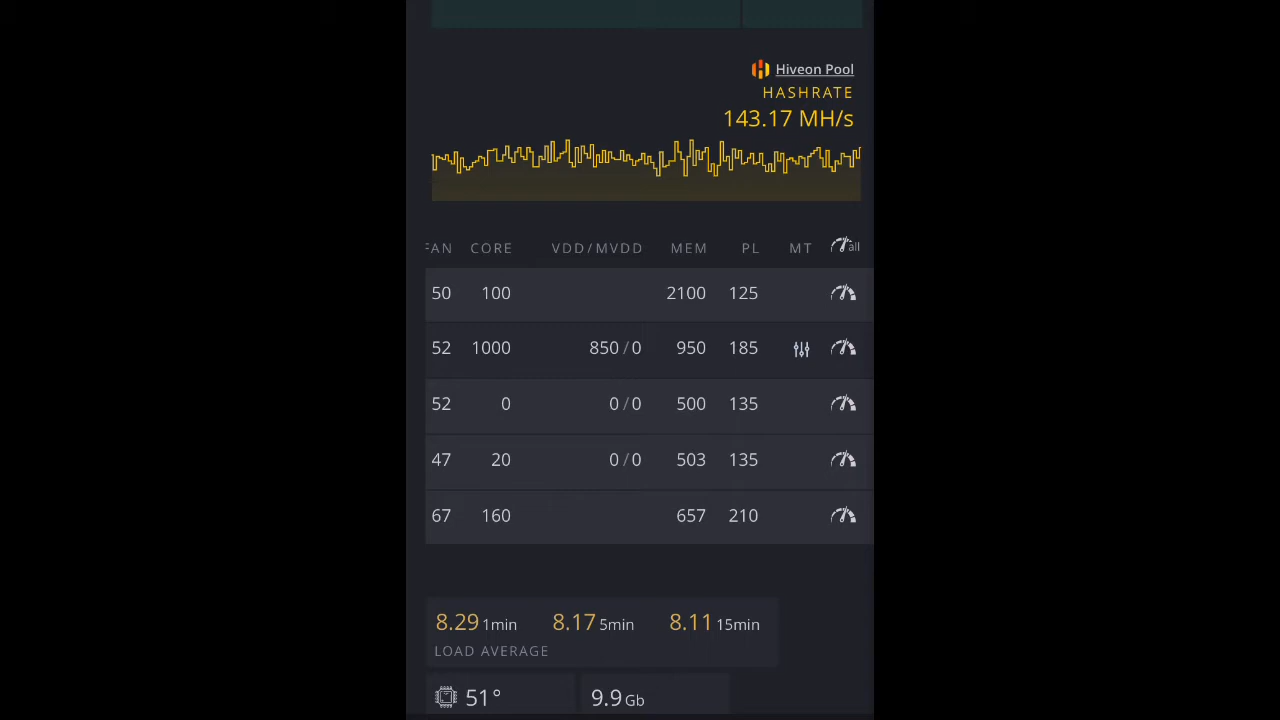 Hiveon Pool
HASHRATE
143.17 MH/s
FAN CORE VDD/MVDD MEM PL MT all
50 100 2100 125
52 1000 850/0 950 185
52 0 0/0 500 135
47 20 0/0 503 135
67 160 657 210
8.29 1min 8.17 5min 8.11 15min
LOAD AVERAGE
51° 9.9 Gb